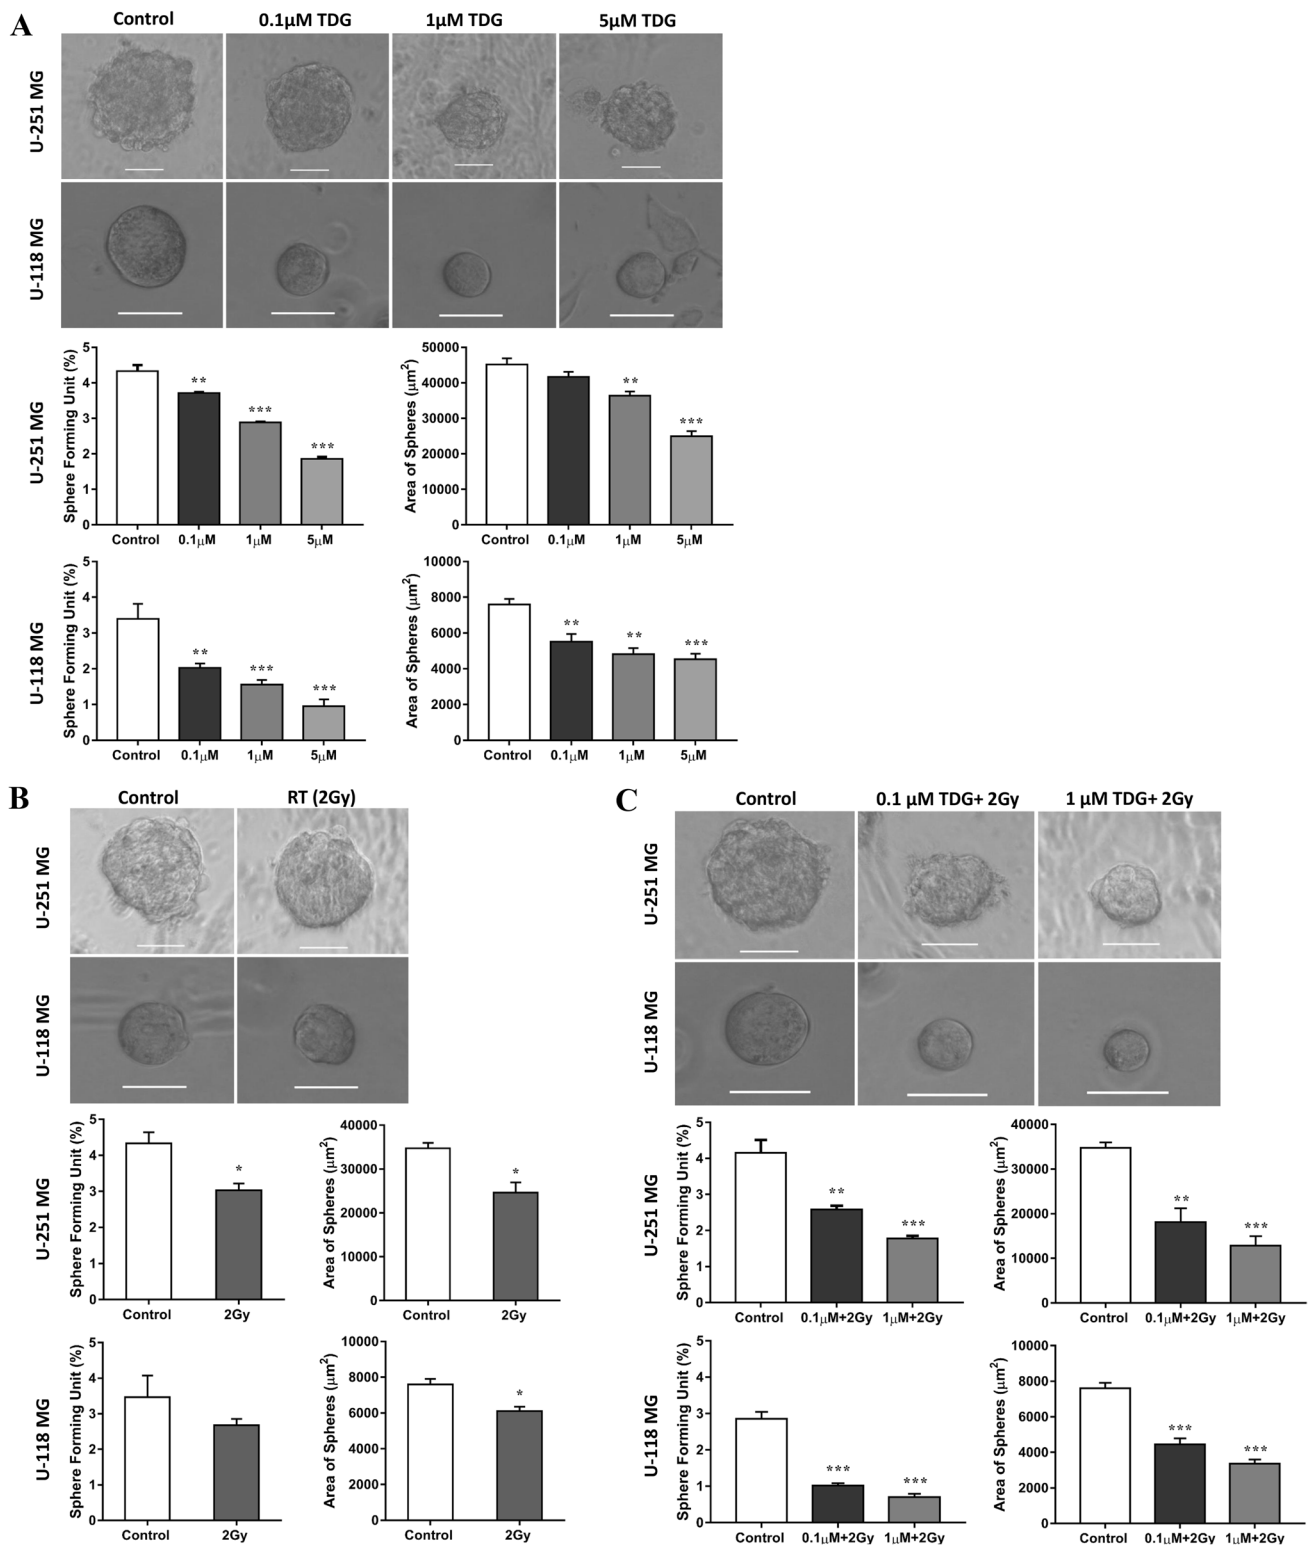 A
Control 0.1µM TDG 1µM TDG 5µM TDG
U-251 MG
U-118 MG
U-251 MG
Sphere Forming Unit (%)
5
4
3
2
1
0
** *** ***
Control 0.1µM 1µM 5µM
Area of Spheres (µm²)
50000
40000
30000
20000
10000
0
** ***
Control 0.1µM 1µM 5µM
U-118 MG
Sphere Forming Unit (%)
5
4
3
2
1
0
** *** ***
Control 0.1µM 1µM 5µM
Area of Spheres (µm²)
10000
8000
6000
4000
2000
0
** ** ***
Control 0.1µM 1µM 5µM
B
Control RT (2Gy)
U-251 MG
U-118 MG
U-251 MG
Sphere Forming Unit (%)
5
4
3
2
1
0
*
Control 2Gy
Area of Spheres (µm²)
40000
30000
20000
10000
0
*
Control 2Gy
U-118 MG
Sphere Forming Unit (%)
5
4
3
2
1
0
Control 2Gy
Area of Spheres (µm²)
10000
8000
6000
4000
2000
0
*
Control 2Gy
C
Control 0.1 µM TDG+ 2Gy 1 µM TDG+ 2Gy
U-251 MG
U-118 MG
U-251 MG
Sphere Forming Unit (%)
5
4
3
2
1
0
** ***
Control 0.1µM+2Gy 1µM+2Gy
Area of Spheres (µm²)
40000
30000
20000
10000
0
** ***
Control 0.1µM+2Gy 1µM+2Gy
U-118 MG
Sphere Forming Unit (%)
5
4
3
2
1
0
*** ***
Control 0.1µM+2Gy 1µM+2Gy
Area of Spheres (µm²)
10000
8000
6000
4000
2000
0
*** ***
Control 0.1µM+2Gy 1µM+2Gy